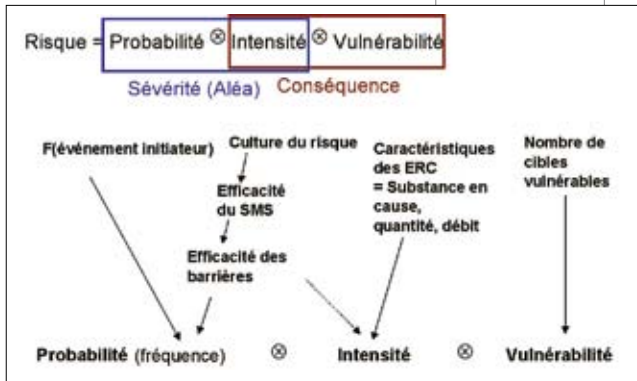 Risque = Probabilité ⊗ Intensité ⊗ Vulnérabilité
Sévérité (Aléa) Conséquence
F(événement initiateur)
Culture du risque
Efficacité
du SMS
Efficacité des
barrières
Caractéristiques
des ERC
= Substance en
cause,
quantité, débit
Nombre de
cibles
vulnérables
Probabilité (fréquence) ⊗ Intensité ⊗ Vulnérabilité